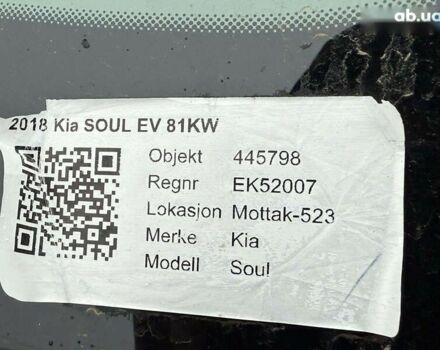 ab.ua
2018 Kia SOUL EV 81KW
Objekt 445798
Regnr EK52007
Lokasjon Mottak-523
Merke Kia
Modell Soul